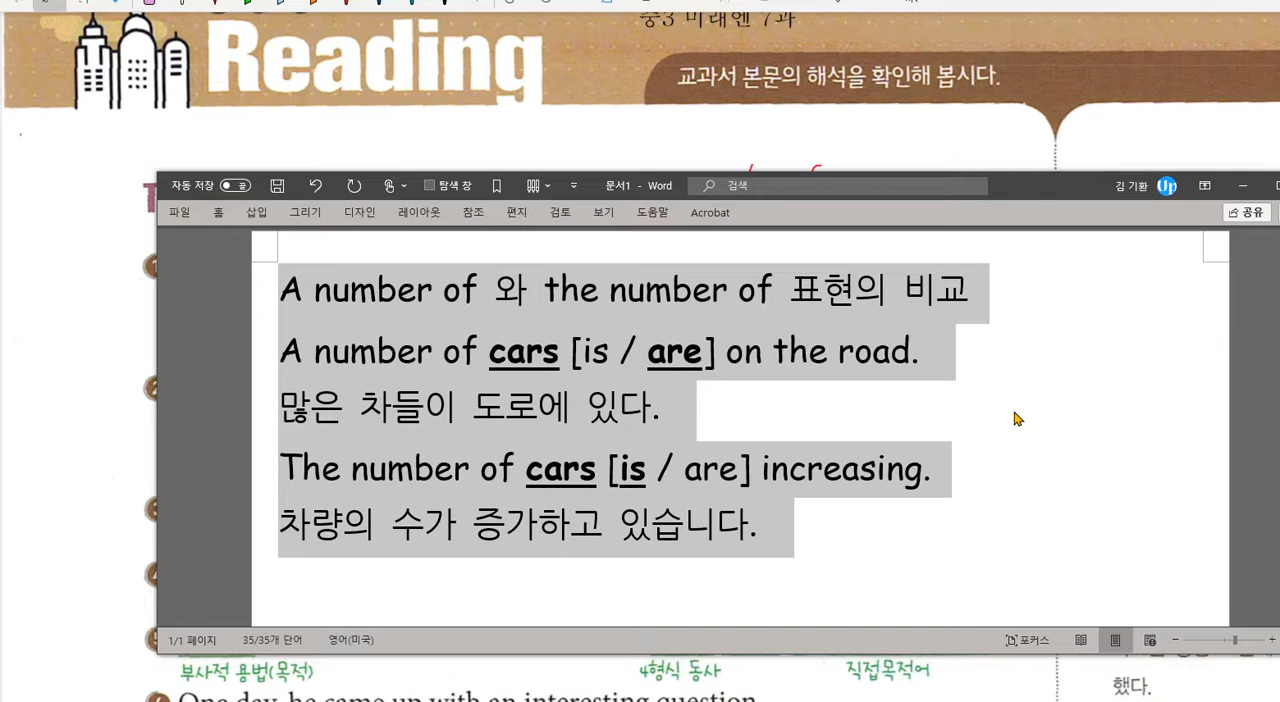 중3 미래엔 7과
Reading
교과서 본문의 해석을 확인해 봅시다.
자동 저장 끔 탐색 창 문서1 - Word 검색 김 기환 Up
파일 홈 삽입 그리기 디자인 레이아웃 참조 편지 검토 보기 도움말 Acrobat 공유
A number of 와 the number of 표현의 비교
A number of cars [is / are] on the road.
많은 차들이 도로에 있다.
The number of cars [is / are] increasing.
차량의 수가 증가하고 있습니다.
1/1 페이지 35/35개 단어 영어(미국) 포커스
부사적 용법(목적) 4형식 동사 직접목적어
One day, he came up with an interesting question
했다.